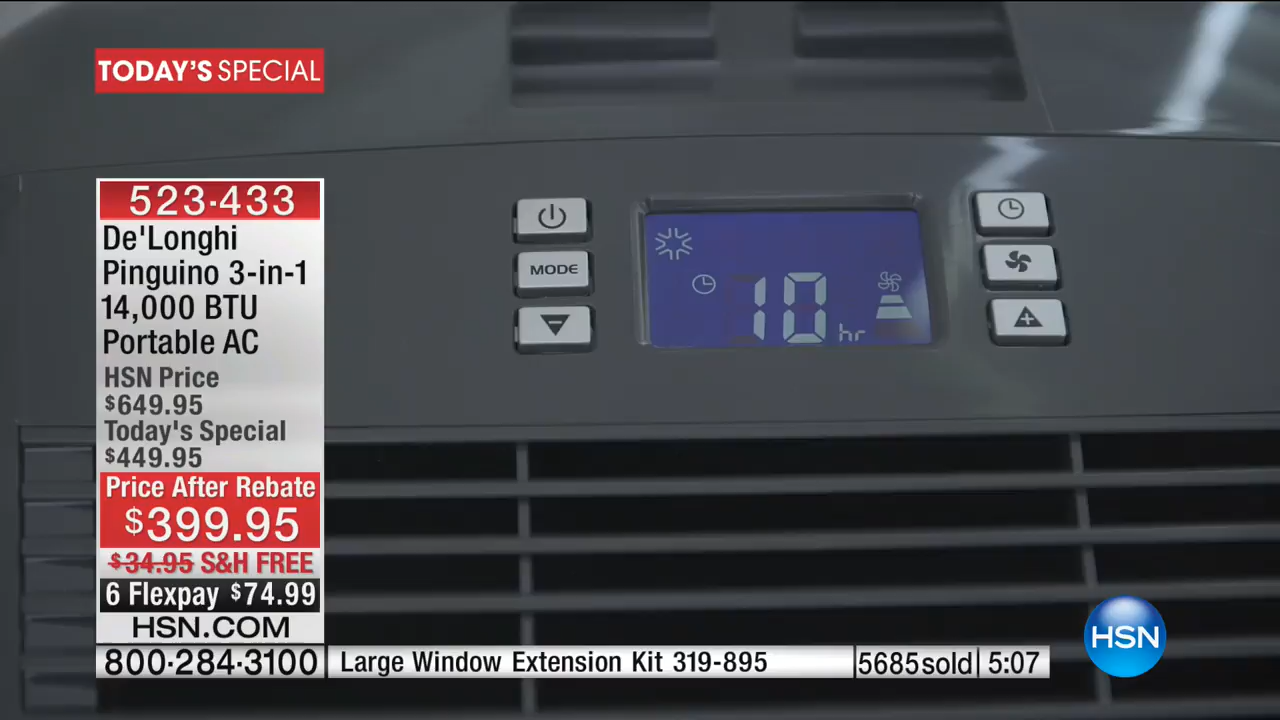 TODAY'S SPECIAL
523-433
De'Longhi
Pinguino 3-in-1
14,000 BTU
Portable AC
HSN Price
$649.95
Today's Special
$449.95
Price After Rebate
$399.95
$34.95 S&H FREE
6 Flexpay $74.99
HSN.COM
800-284-3100
Large Window Extension Kit 319-895
5685 sold
5:07
MODE
10 hr
HSN